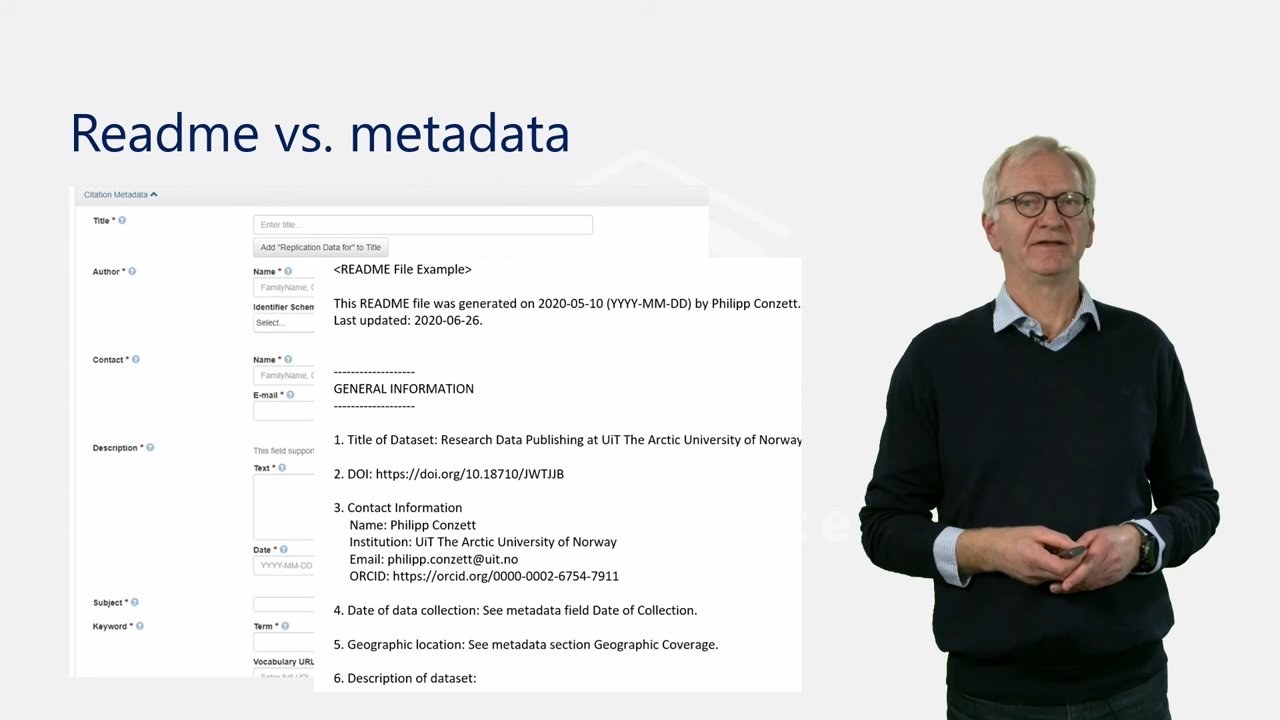 Readme vs. metadata
Citation Metadata
Title *
Enter title...
Add "Replication Data for" to Title
Author *
Name *
FamilyName,
Identifier Schem
Select...
Contact *
Name *
FamilyName,
E-mail *
Description *
This field suppor
Text *
Date *
YYYY-MM-DD
Subject *
Keyword *
Term *
Vocabulary URL
<README File Example>
This README file was generated on 2020-05-10 (YYYY-MM-DD) by Philipp Conzett.
Last updated: 2020-06-26.
-------------------
GENERAL INFORMATION
-------------------
1. Title of Dataset: Research Data Publishing at UiT The Arctic University of Norway
2. DOI: https://doi.org/10.18710/JWTJJB
3. Contact Information
Name: Philipp Conzett
Institution: UiT The Arctic University of Norway
Email: philipp.conzett@uit.no
ORCID: https://orcid.org/0000-0002-6754-7911
4. Date of data collection: See metadata field Date of Collection.
5. Geographic location: See metadata section Geographic Coverage.
6. Description of dataset: